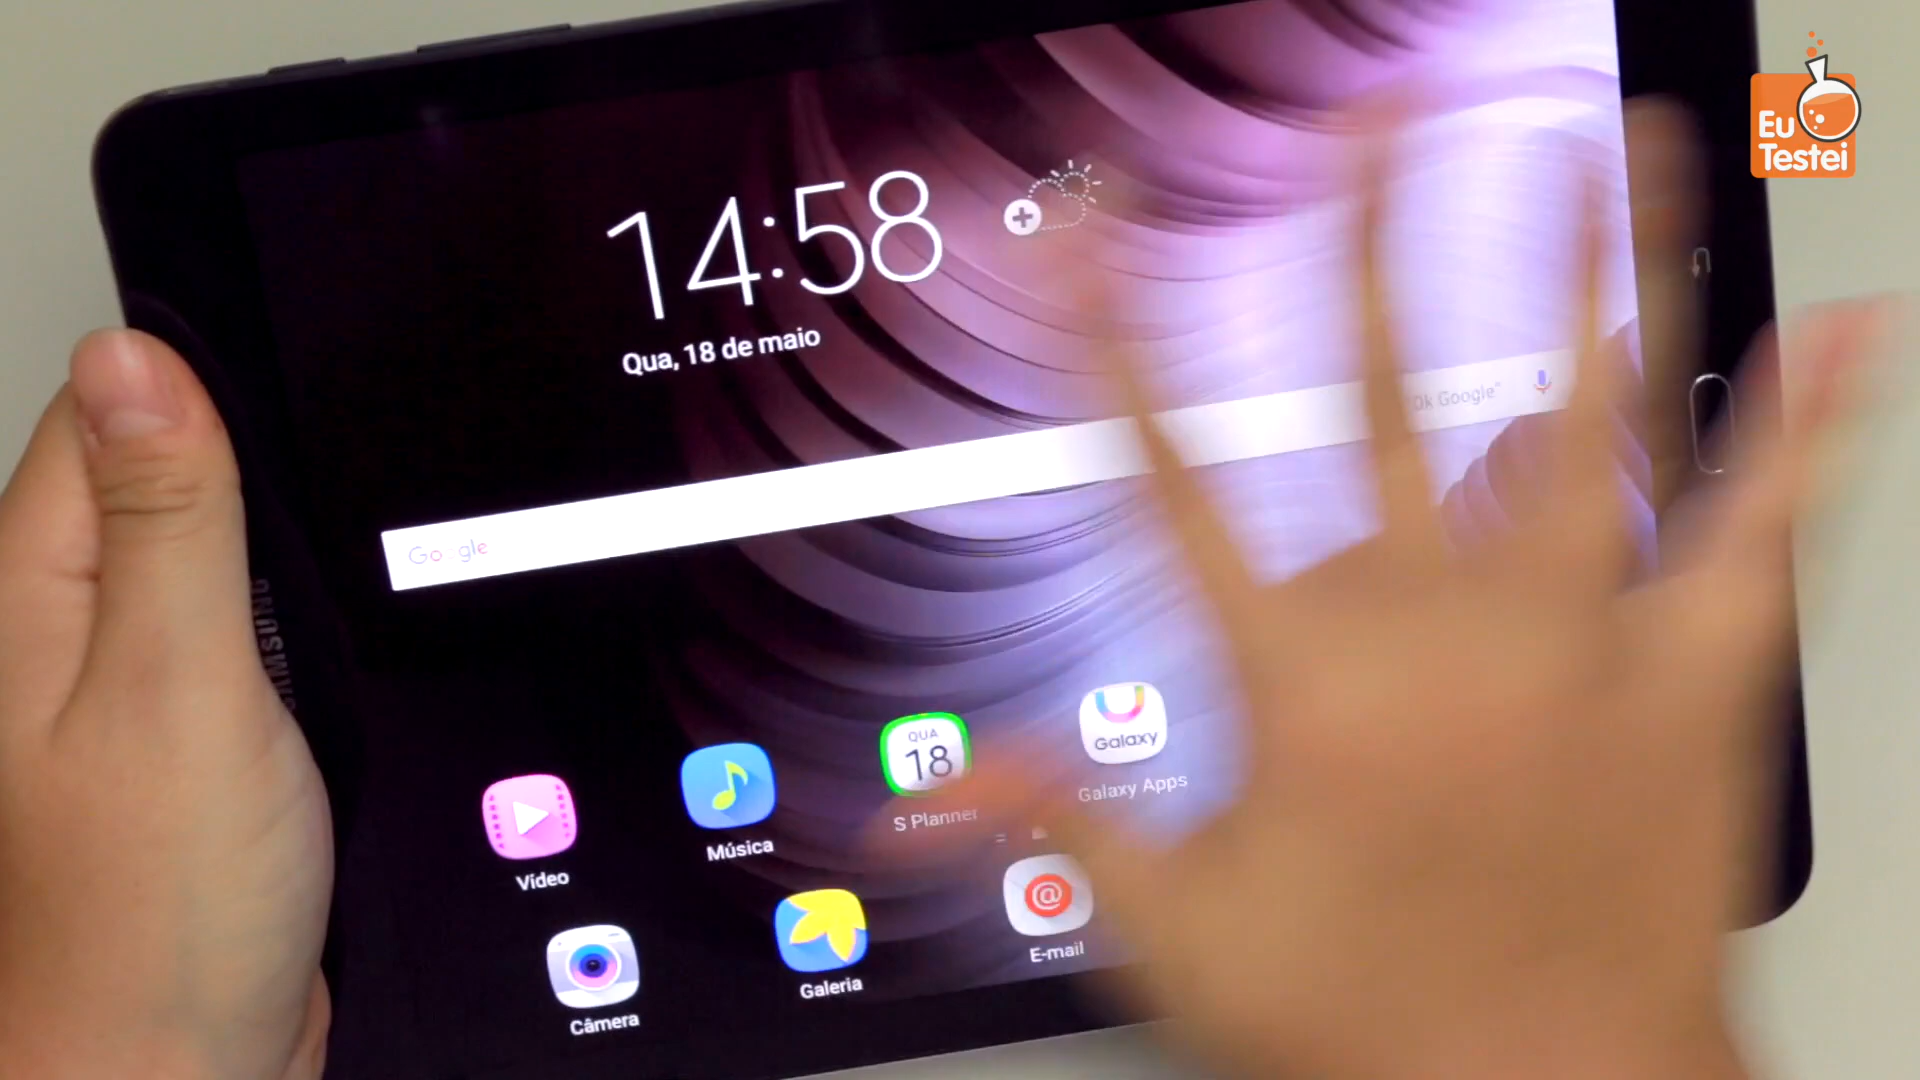 Eu
Testei
14:58
Qua, 18 de maio
Ok Google"
Google
SAMSUNG
QUA
18
Galaxy
Galaxy Apps
S Planner
Música
Vídeo
@
E-mail
Galeria
Câmera